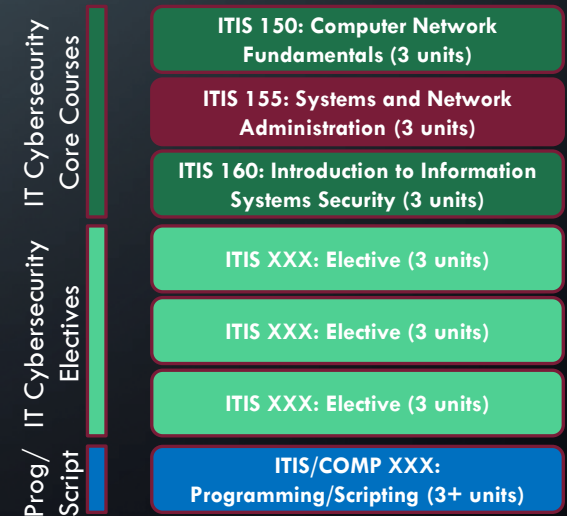 IT Cybersecurity
Core Courses
ITIS 150: Computer Network
Fundamentals (3 units)
ITIS 155: Systems and Network
Administration (3 units)
ITIS 160: Introduction to Information
Systems Security (3 units)
IT Cybersecurity
Electives
ITIS XXX: Elective (3 units)
ITIS XXX: Elective (3 units)
ITIS XXX: Elective (3 units)
Prog/
Script
ITIS/COMP XXX:
Programming/Scripting (3+ units)